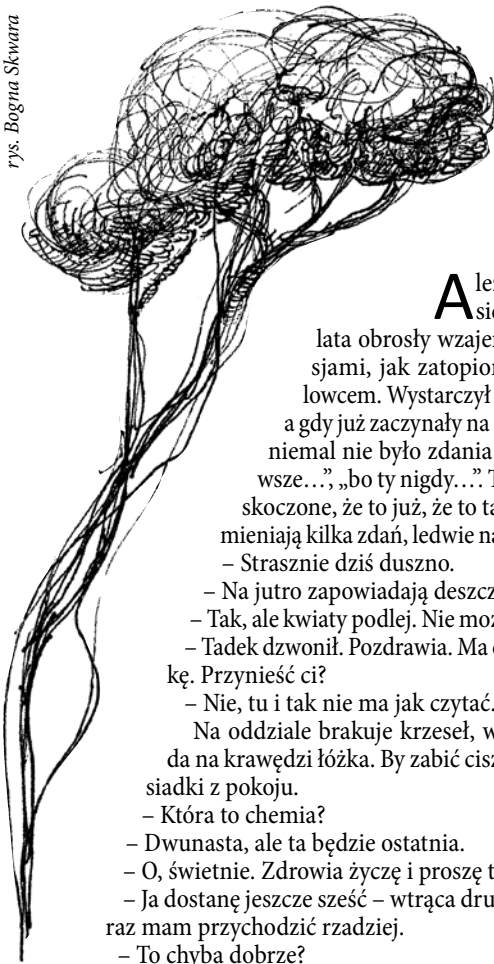 rys. Bogna Skwara
Ale
się
lata obrosły wzaje
sjami, jak zatopio
lowcem. Wystarczył
a gdy już zaczynały na
niemal nie było zdania
wsze…”, „bo ty nigdy…”. T
skoczone, że to już, że to ta
mieniają kilka zdań, ledwie na
– Strasznie dziś duszno.
– Na jutro zapowiadają deszcz
– Tak, ale kwiaty podlej. Nie moż
– Tadek dzwonił. Pozdrawia. Ma
kę. Przynieść ci?
– Nie, tu i tak nie ma jak czytać.
Na oddziale brakuje krzeseł, w
da na krawędzi łóżka. By zabić cisz
siadki z pokoju.
– Która to chemia?
– Dwunasta, ale ta będzie ostatnia.
– O, świetnie. Zdrowia życzę i proszę t
– Ja dostanę jeszcze sześć – wtrąca dru
raz mam przychodzić rzadziej.
– To chyba dobrze?